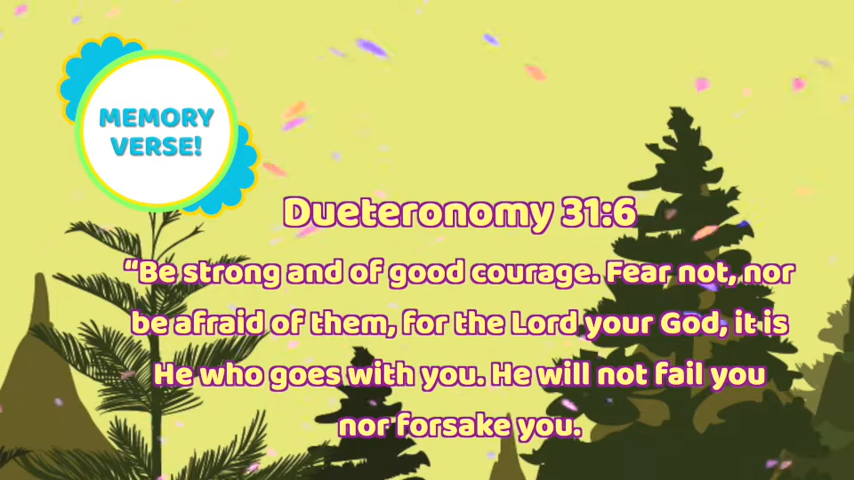 MEMORY
VERSE!
Dueteronomy 31:6
“Be strong and of good courage. Fear not, nor
be afraid of them, for the Lord your God, it is
He who goes with you. He will not fail you
nor forsake you.